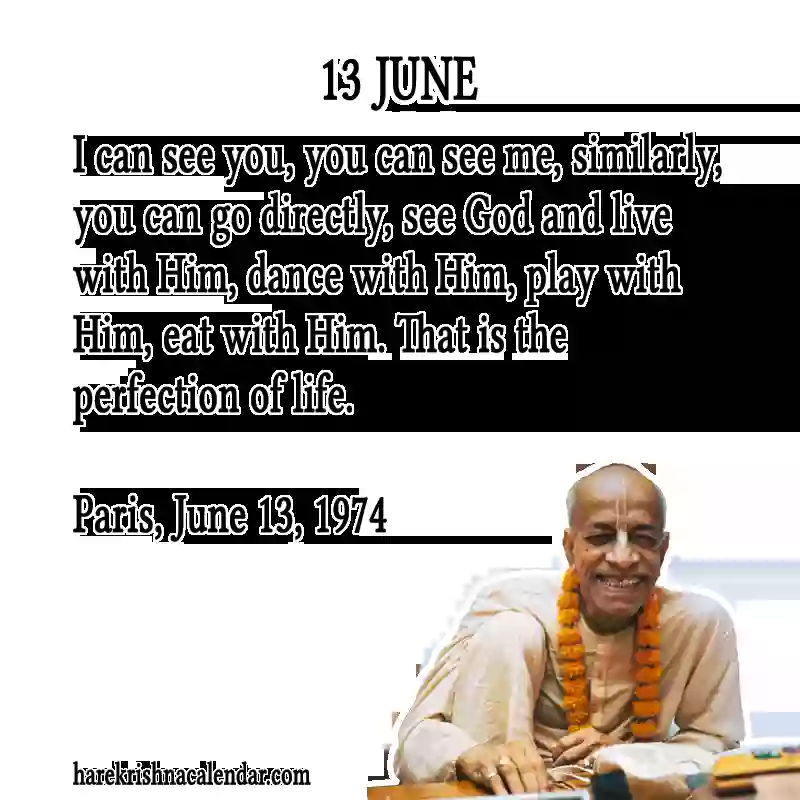 13 JUNE
I can see you, you can see me, similarly,
you can go directly, see God and live
with Him, dance with Him, play with
Him, eat with Him. That is the
perfection of life.
Paris, June 13, 1974
harekrishnacalendar.com